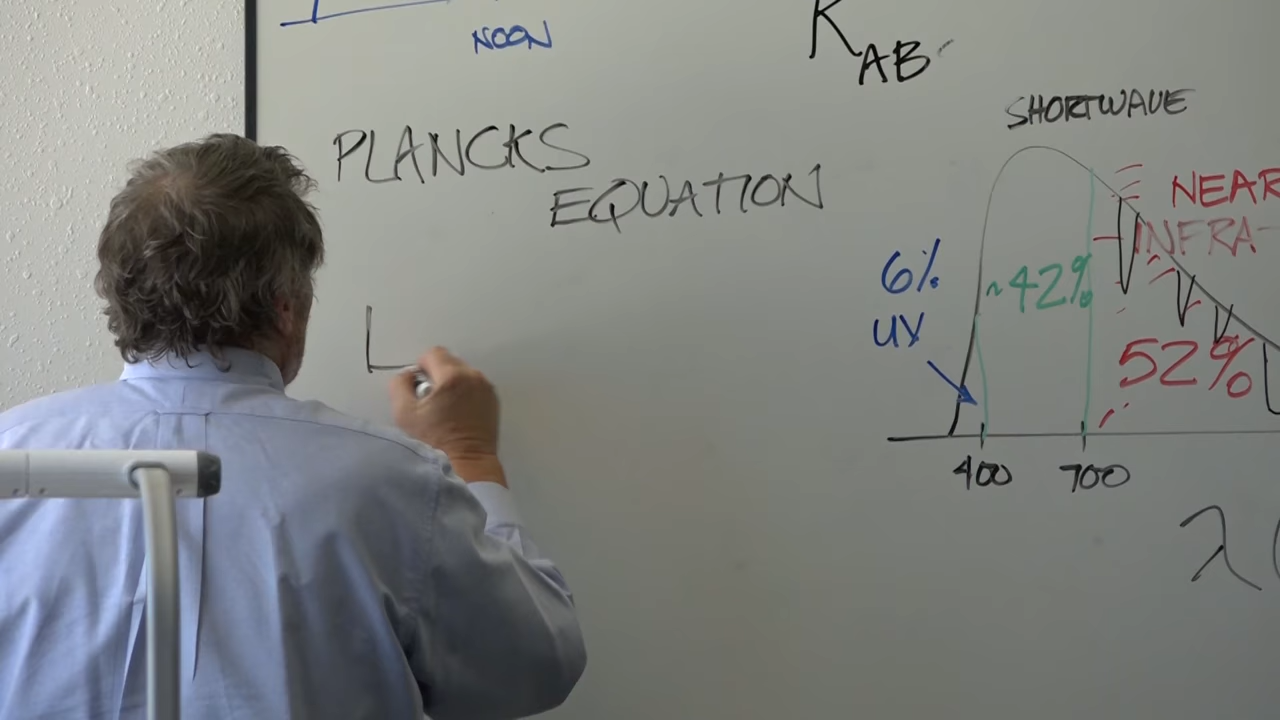 NOON
K AB
PLANCKS
EQUATION
SHORTWAVE
NEAR
INFRA-
6%
UV
~42%
52%
400
700
λ (
L